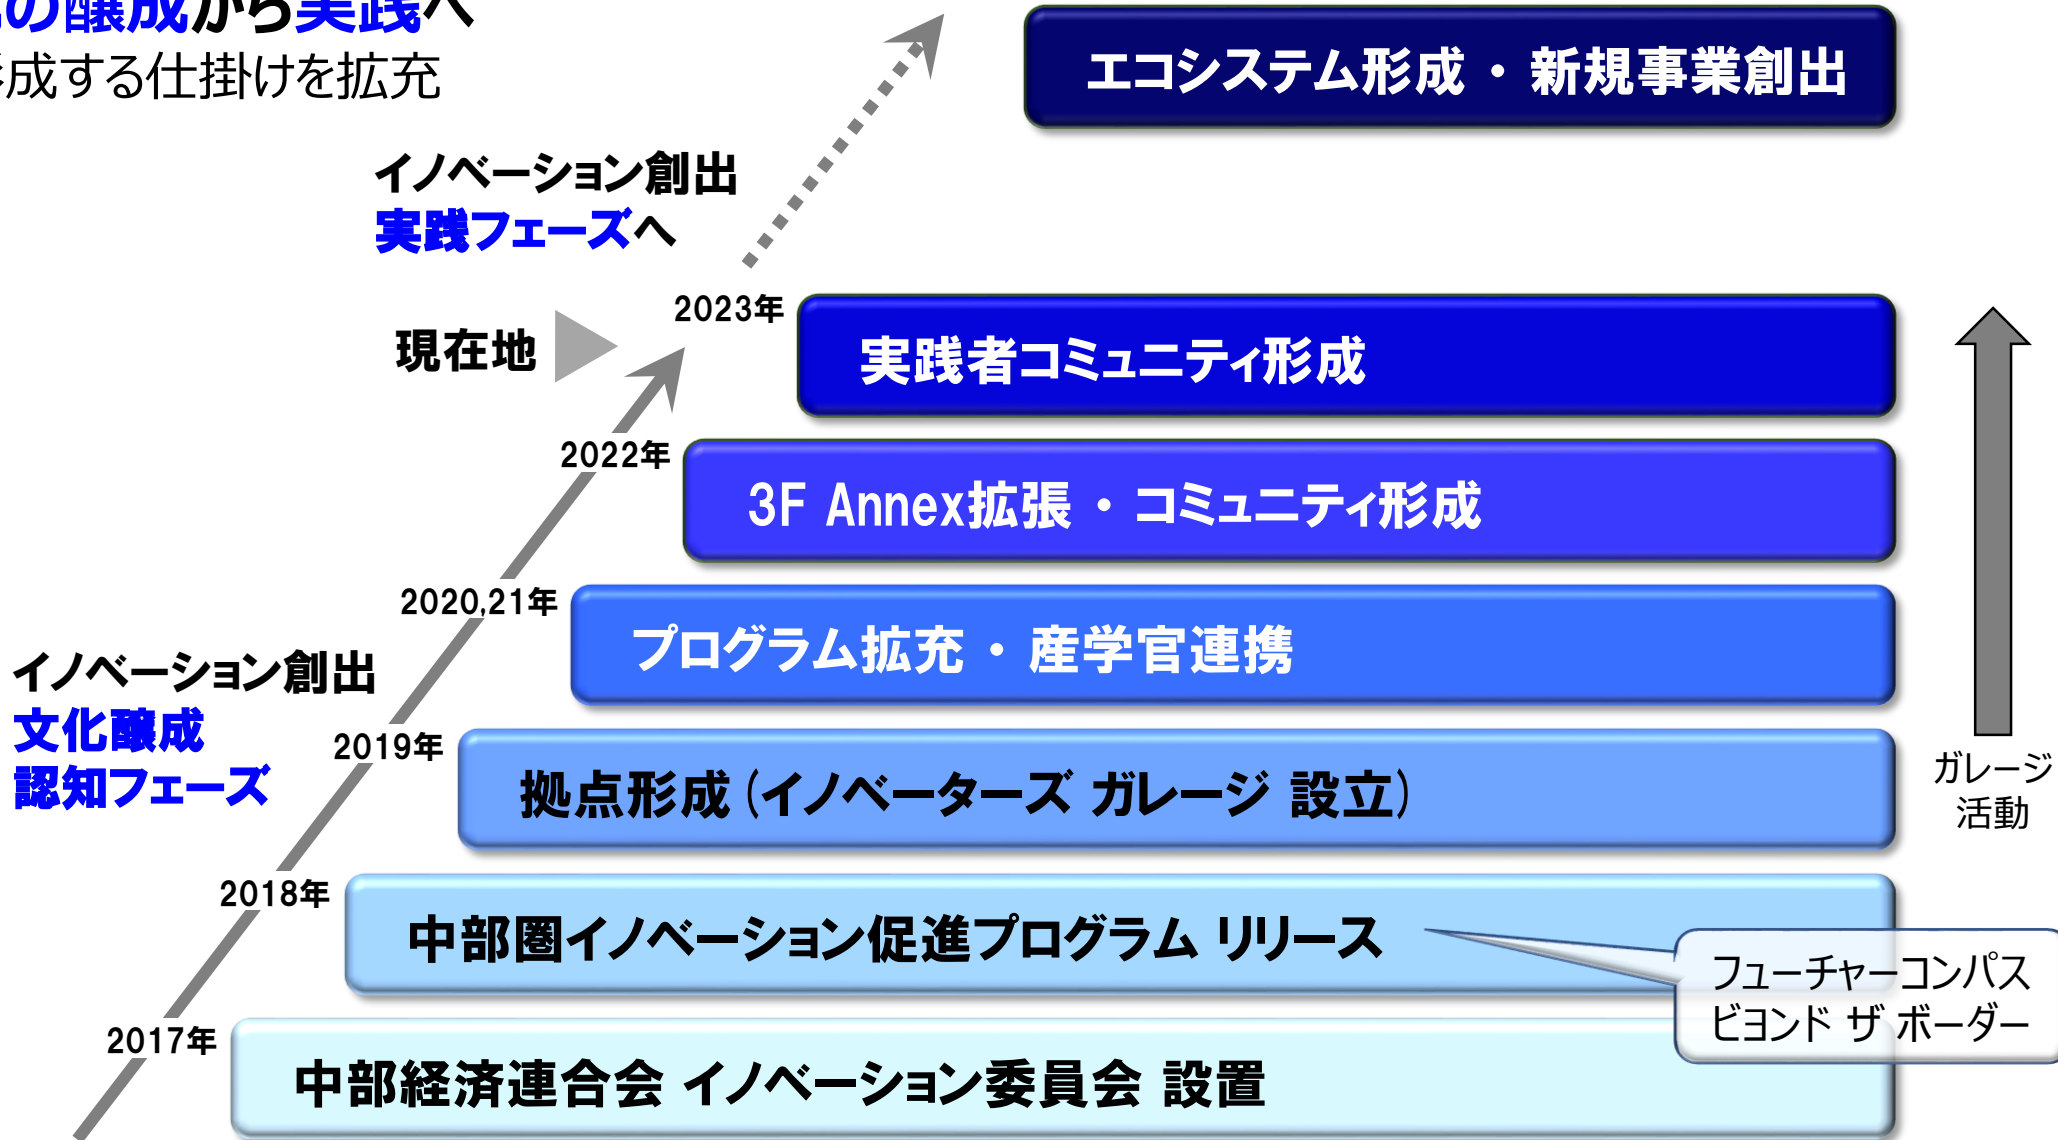 の醸成から実践へ
成する仕掛けを拡充
エコシステム形成・新規事業創出
イノベーション創出
実践フェーズへ
2023年
現在地
実践者コミュニティ形成
2022年
3F Annex拡張・コミュニティ形成
2020,21年
プログラム拡充・産学官連携
イノベーション創出
文化醸成
認知フェーズ
2019年
拠点形成(イノベーターズ ガレージ 設立)
ガレージ
活動
2018年
中部圏イノベーション促進プログラム リリース
フューチャーコンパス
ビヨンド ザ ボーダー
2017年
中部経済連合会 イノベーション委員会 設置